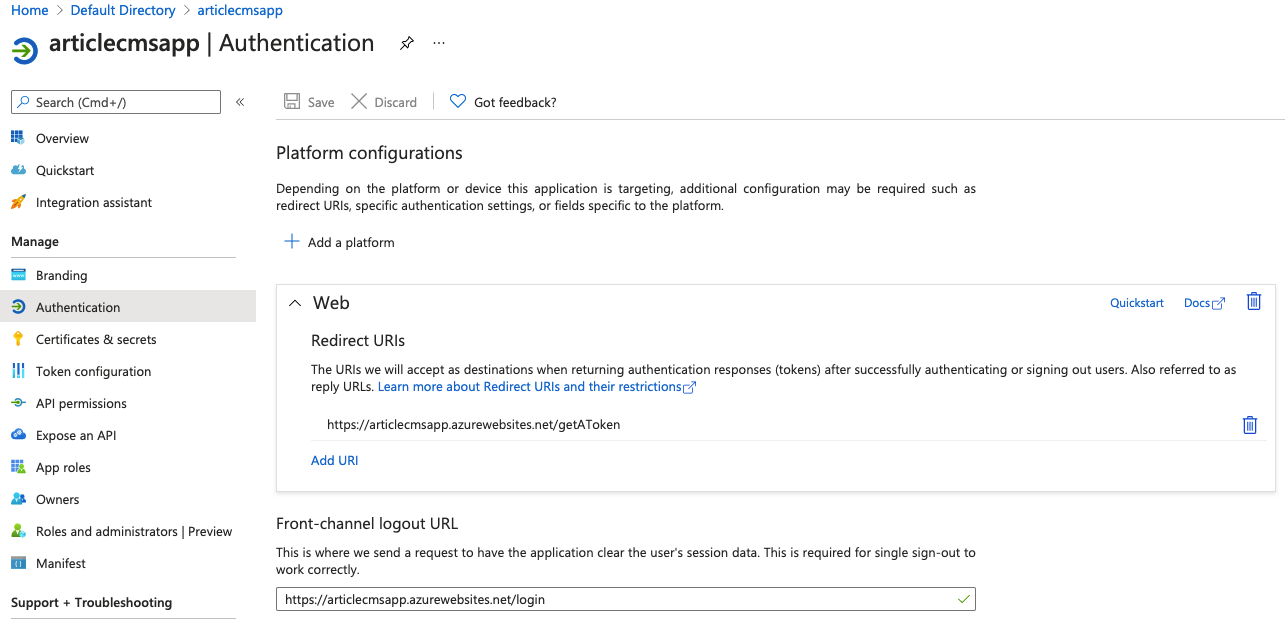 Home > Default Directory > articlecmsapp
articlecmsapp | Authentication ...
Search (Cmd+/) «
Save Discard Got feedback?
Overview
Quickstart
Integration assistant
Manage
Branding
Authentication
Certificates & secrets
Token configuration
API permissions
Expose an API
App roles
Owners
Roles and administrators | Preview
Manifest
Support + Troubleshooting
Platform configurations
Depending on the platform or device this application is targeting, additional configuration may be required such as
redirect URIs, specific authentication settings, or fields specific to the platform.
+ Add a platform
Web
Quickstart Docs
Redirect URIs
The URIs we will accept as destinations when returning authentication responses (tokens) after successfully authenticating or signing out users. Also referred to as
reply URLs. Learn more about Redirect URIs and their restrictions
https://articlecmsapp.azurewebsites.net/getAToken
Add URI
Front-channel logout URL
This is where we send a request to have the application clear the user's session data. This is required for single sign-out to
work correctly.
https://articlecmsapp.azurewebsites.net/login